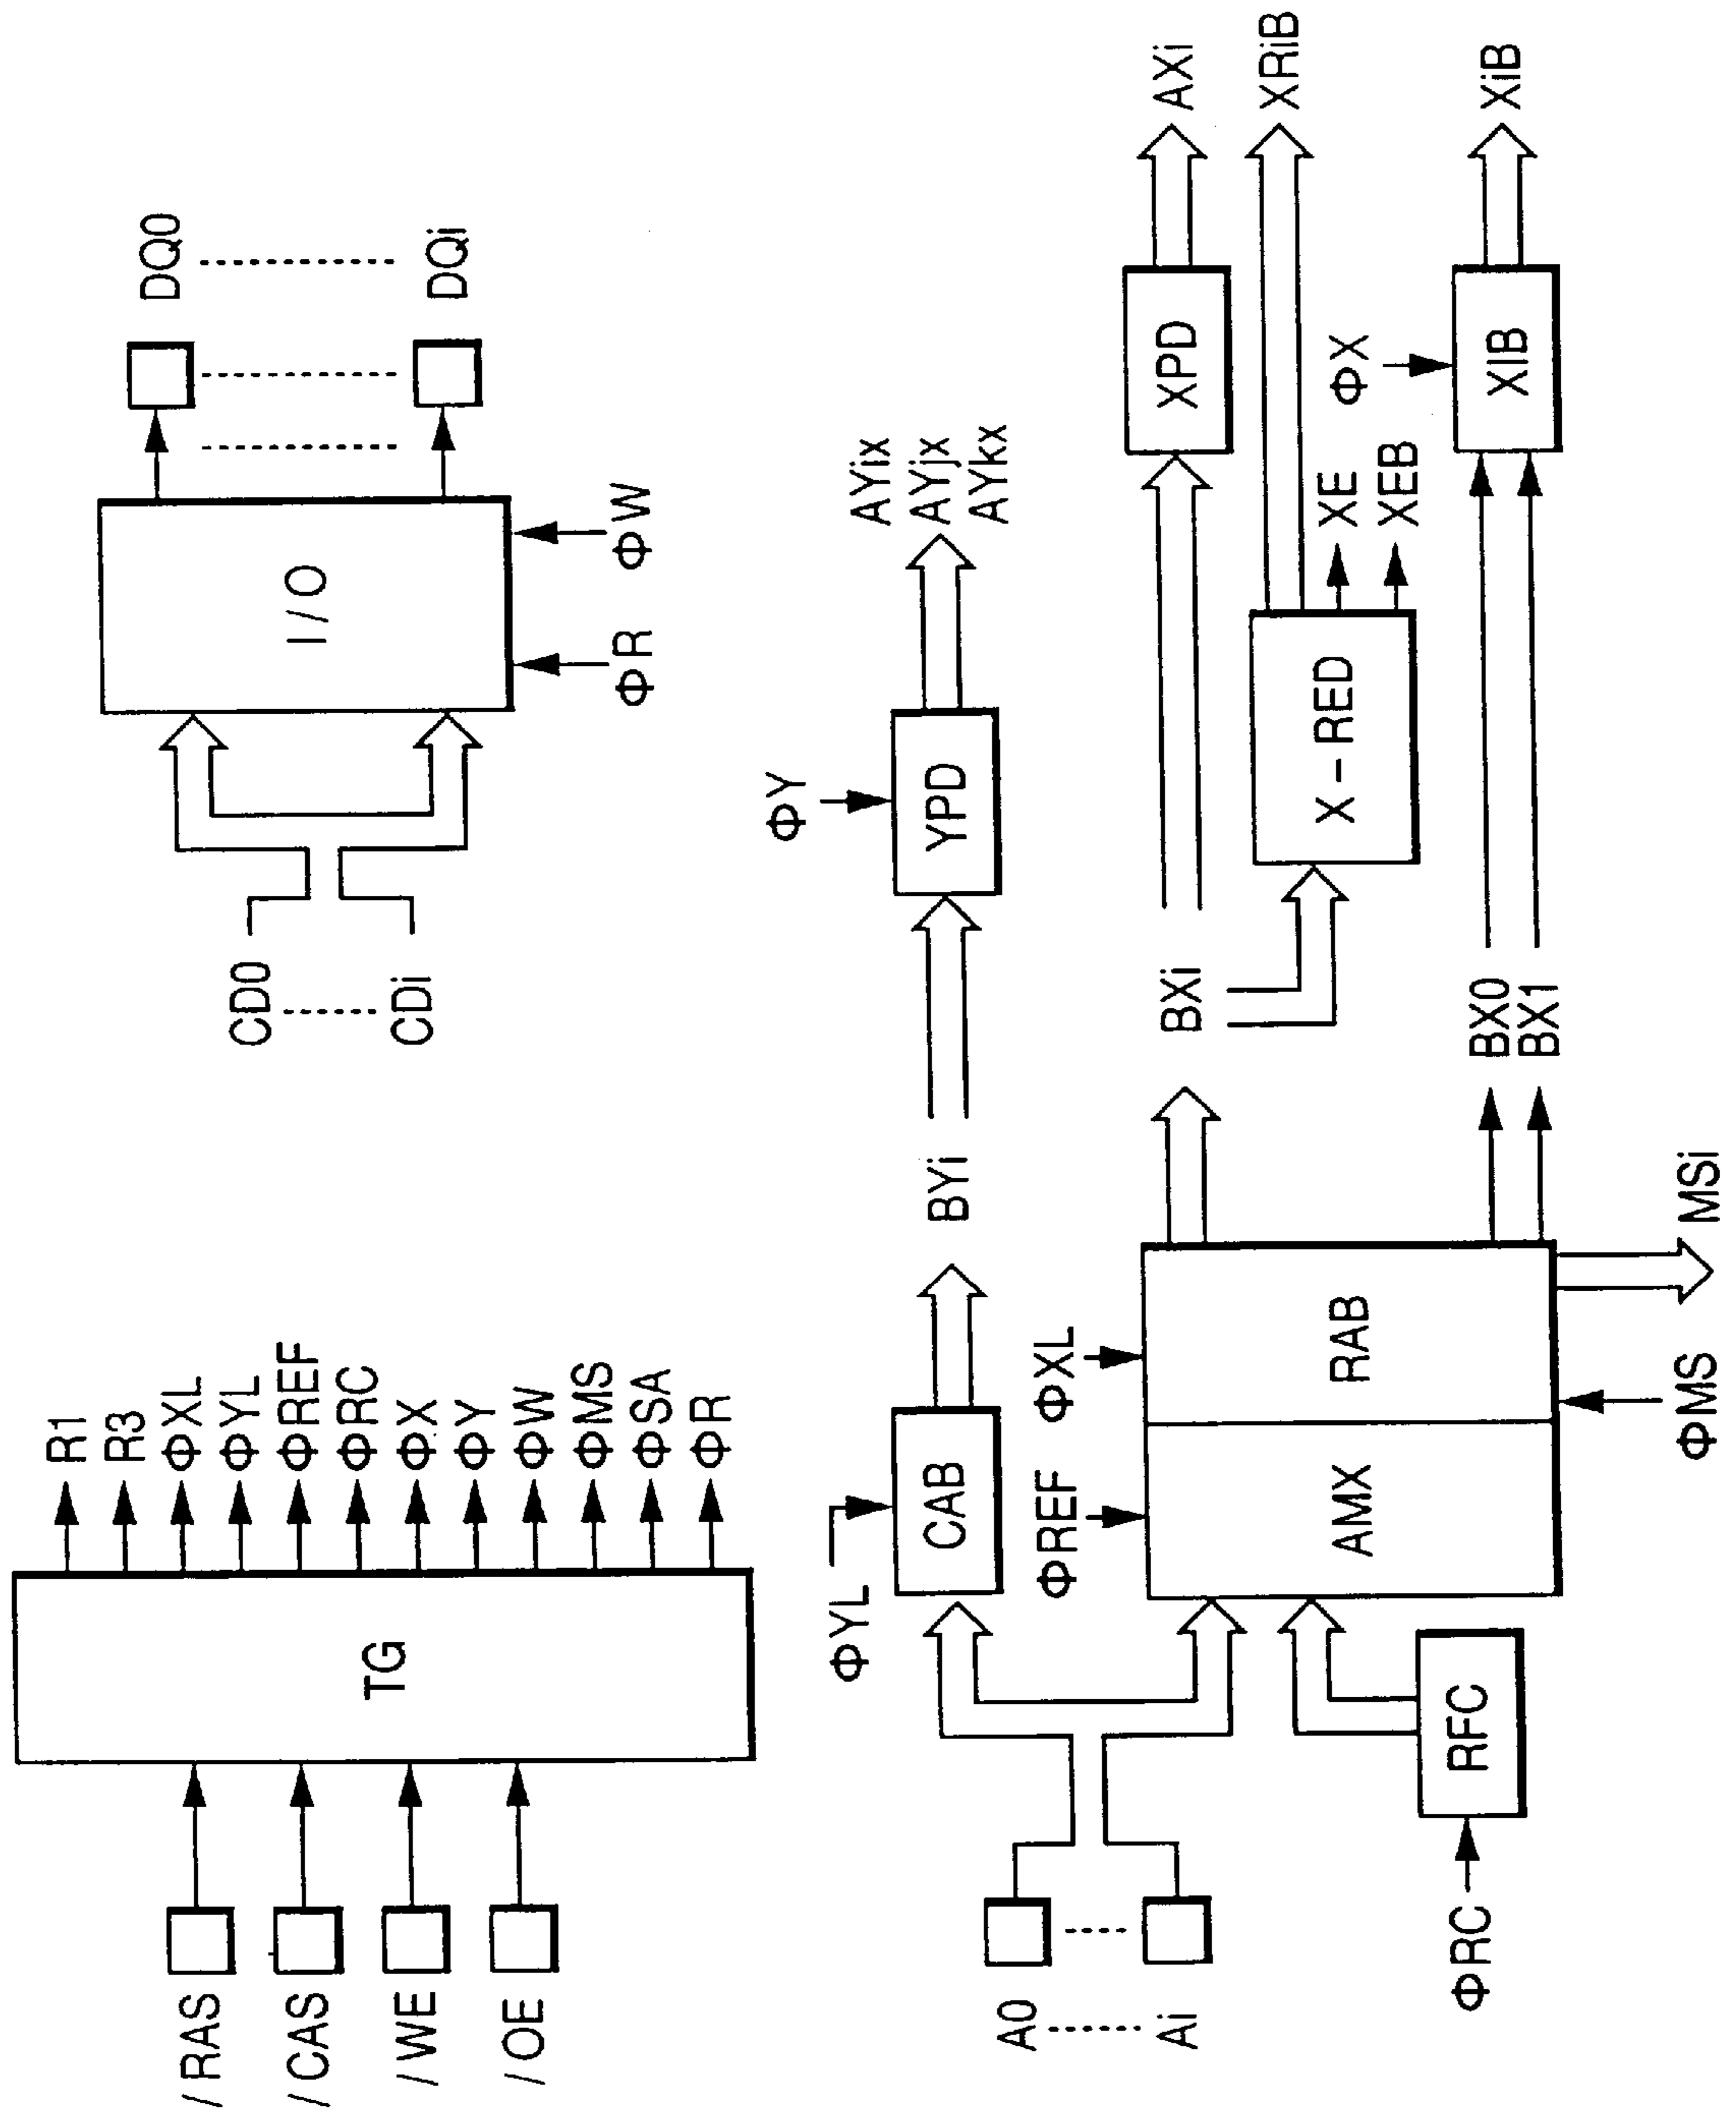 /RAS
/CAS
/WE
/OE
TG
R1
R3
ΦXL
ΦYL
ΦREF
ΦRC
ΦX
ΦY
ΦW
ΦMS
ΦSA
ΦR
CD0
CDi
I/O
ΦR
ΦW
DQ0
DQi
A0
Ai
ΦYL
CAB
BYi
ΦY
YPD
AYix
AYjx
AYkx
ΦRC
RFC
ΦREF
AMX
ΦXL
RAB
ΦMS
MSi
BXi
BX0
BX1
XPD
AXi
X-RED
XRiB
XE
XEB
ΦX
XIB
XiB